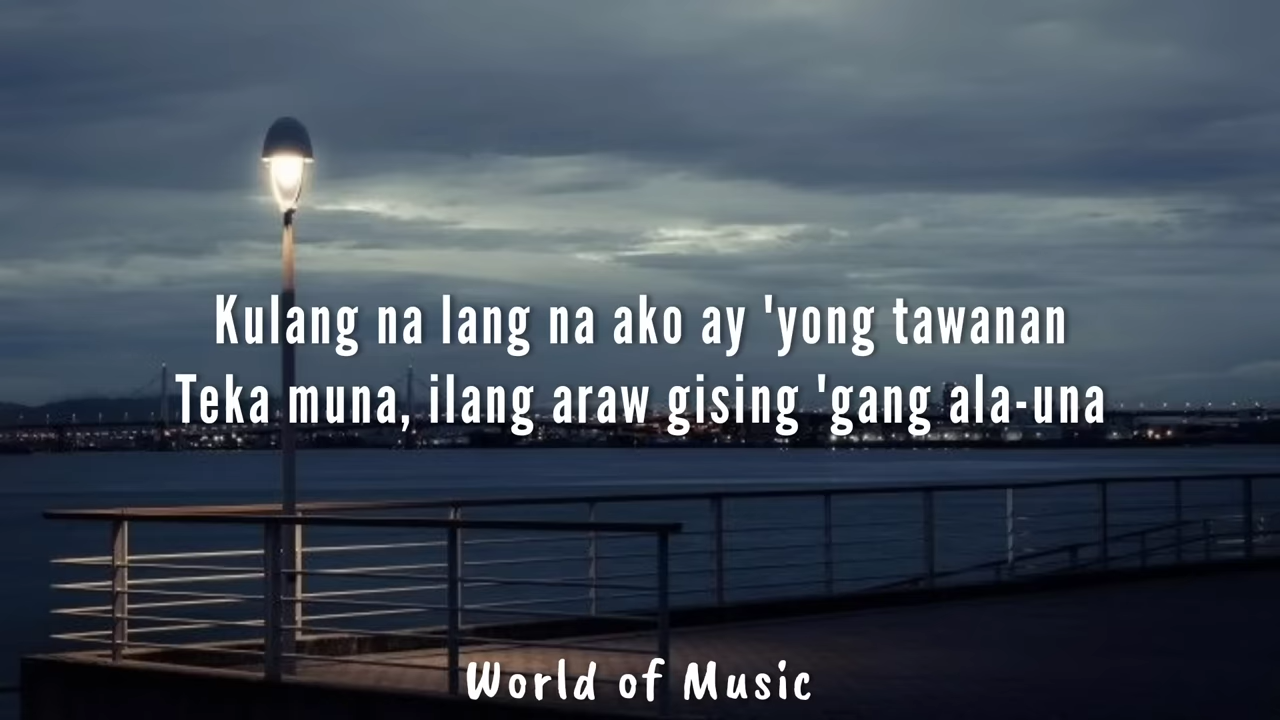 Kulang na lang na ako ay 'yong tawanan
Teka muna, ilang araw gising 'gang ala-una
World of Music